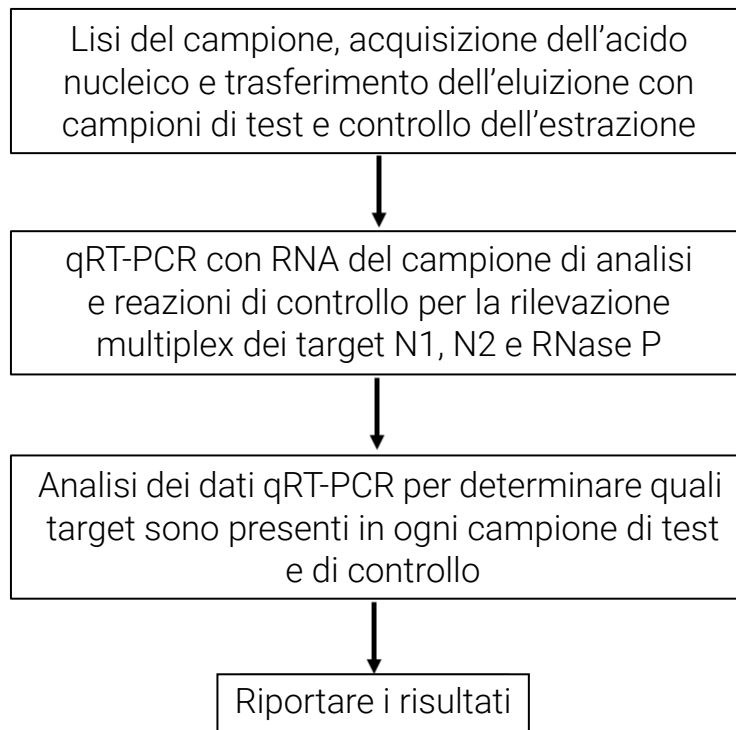 Lisi del campione, acquisizione dell’acido
nucleico e trasferimento dell’eluizione con
campioni di test e controllo dell’estrazione
qRT-PCR con RNA del campione di analisi
e reazioni di controllo per la rilevazione
multiplex dei target N1, N2 e RNase P
Analisi dei dati qRT-PCR per determinare quali
target sono presenti in ogni campione di test
e di controllo
Riportare i risultati